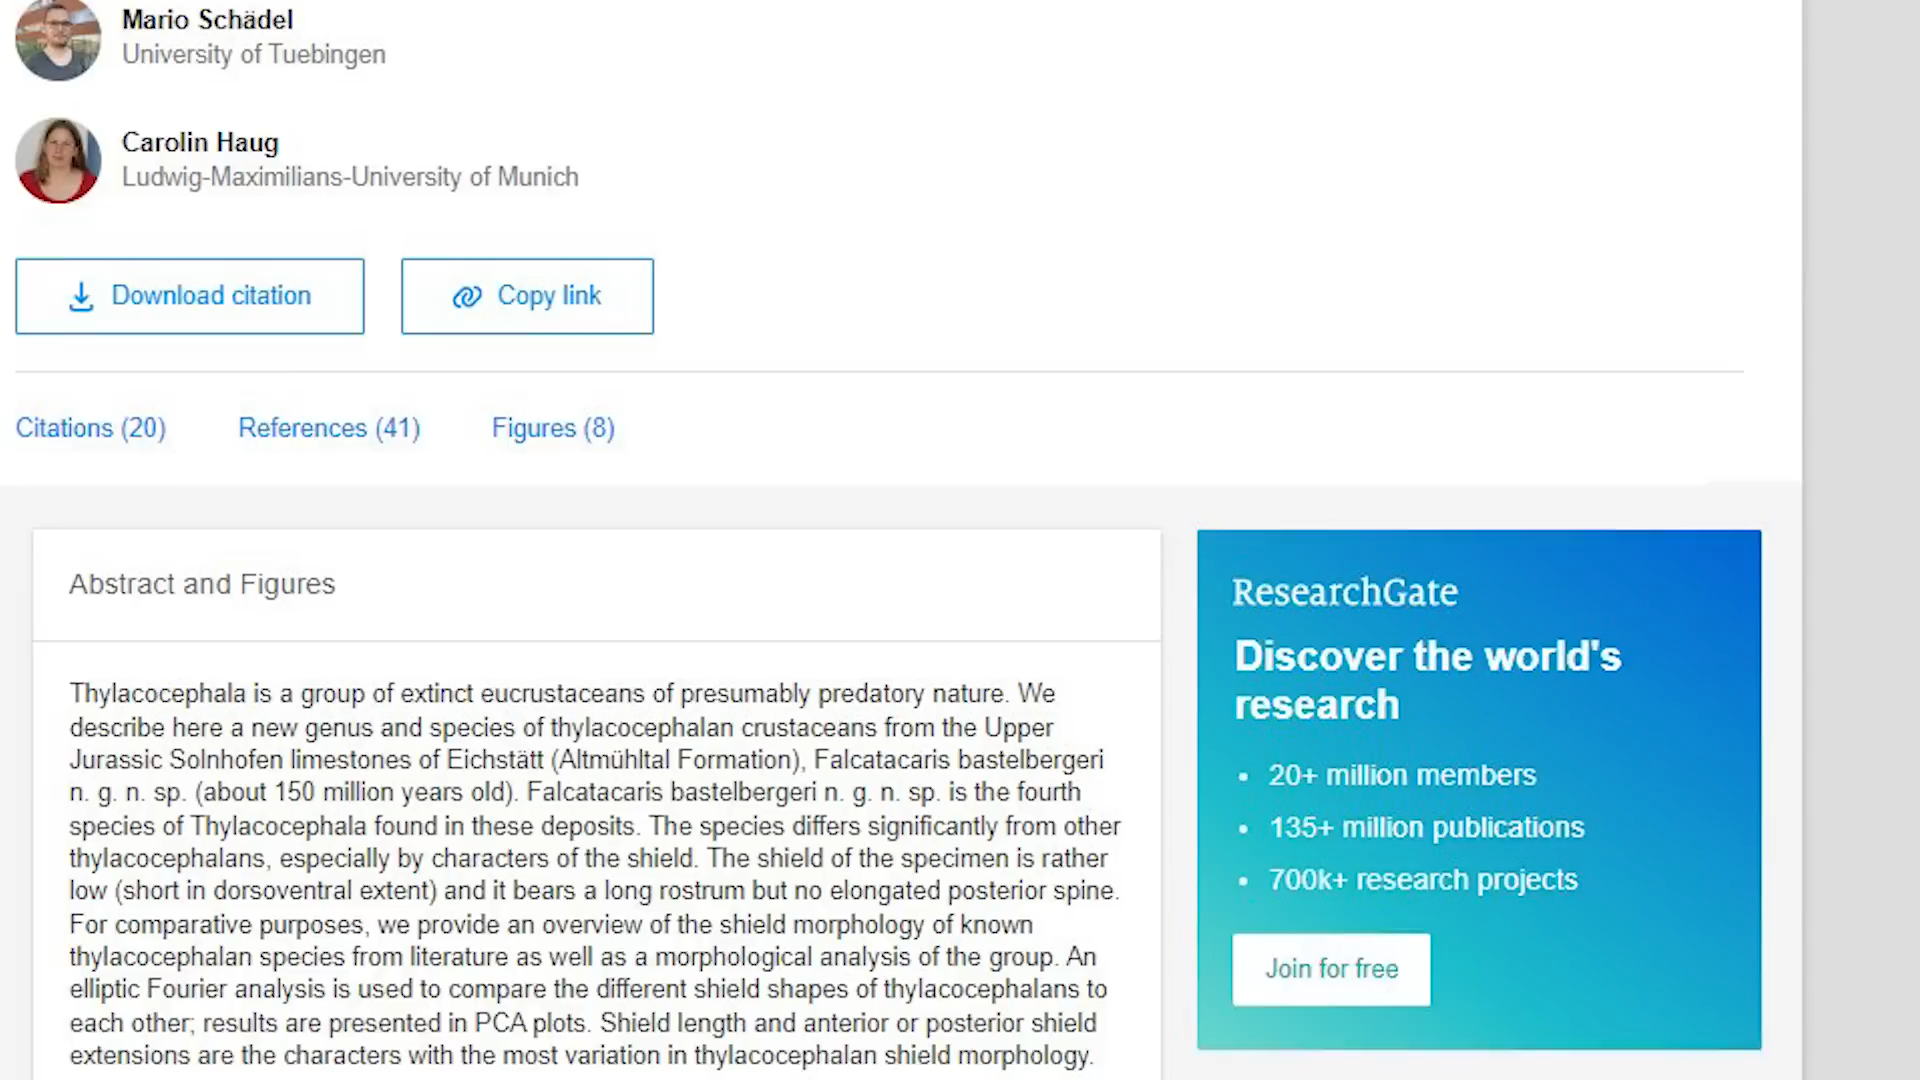 Mario Schädel
University of Tuebingen
Carolin Haug
Ludwig-Maximilians-University of Munich
Download citation
Copy link
Citations (20)
References (41)
Figures (8)
Abstract and Figures
Thylacocephala is a group of extinct eucrustaceans of presumably predatory nature. We
describe here a new genus and species of thylacocephalan crustaceans from the Upper
Jurassic Solnhofen limestones of Eichstätt (Altmühltal Formation), Falcatacaris bastelbergeri
n. g. n. sp. (about 150 million years old). Falcatacaris bastelbergeri n. g. n. sp. is the fourth
species of Thylacocephala found in these deposits. The species differs significantly from other
thylacocephalans, especially by characters of the shield. The shield of the specimen is rather
low (short in dorsoventral extent) and it bears a long rostrum but no elongated posterior spine.
For comparative purposes, we provide an overview of the shield morphology of known
thylacocephalan species from literature as well as a morphological analysis of the group. An
elliptic Fourier analysis is used to compare the different shield shapes of thylacocephalans to
each other; results are presented in PCA plots. Shield length and anterior or posterior shield
extensions are the characters with the most variation in thylacocephalan shield morphology.
ResearchGate
Discover the world's
research
• 20+ million members
• 135+ million publications
• 700k+ research projects
Join for free